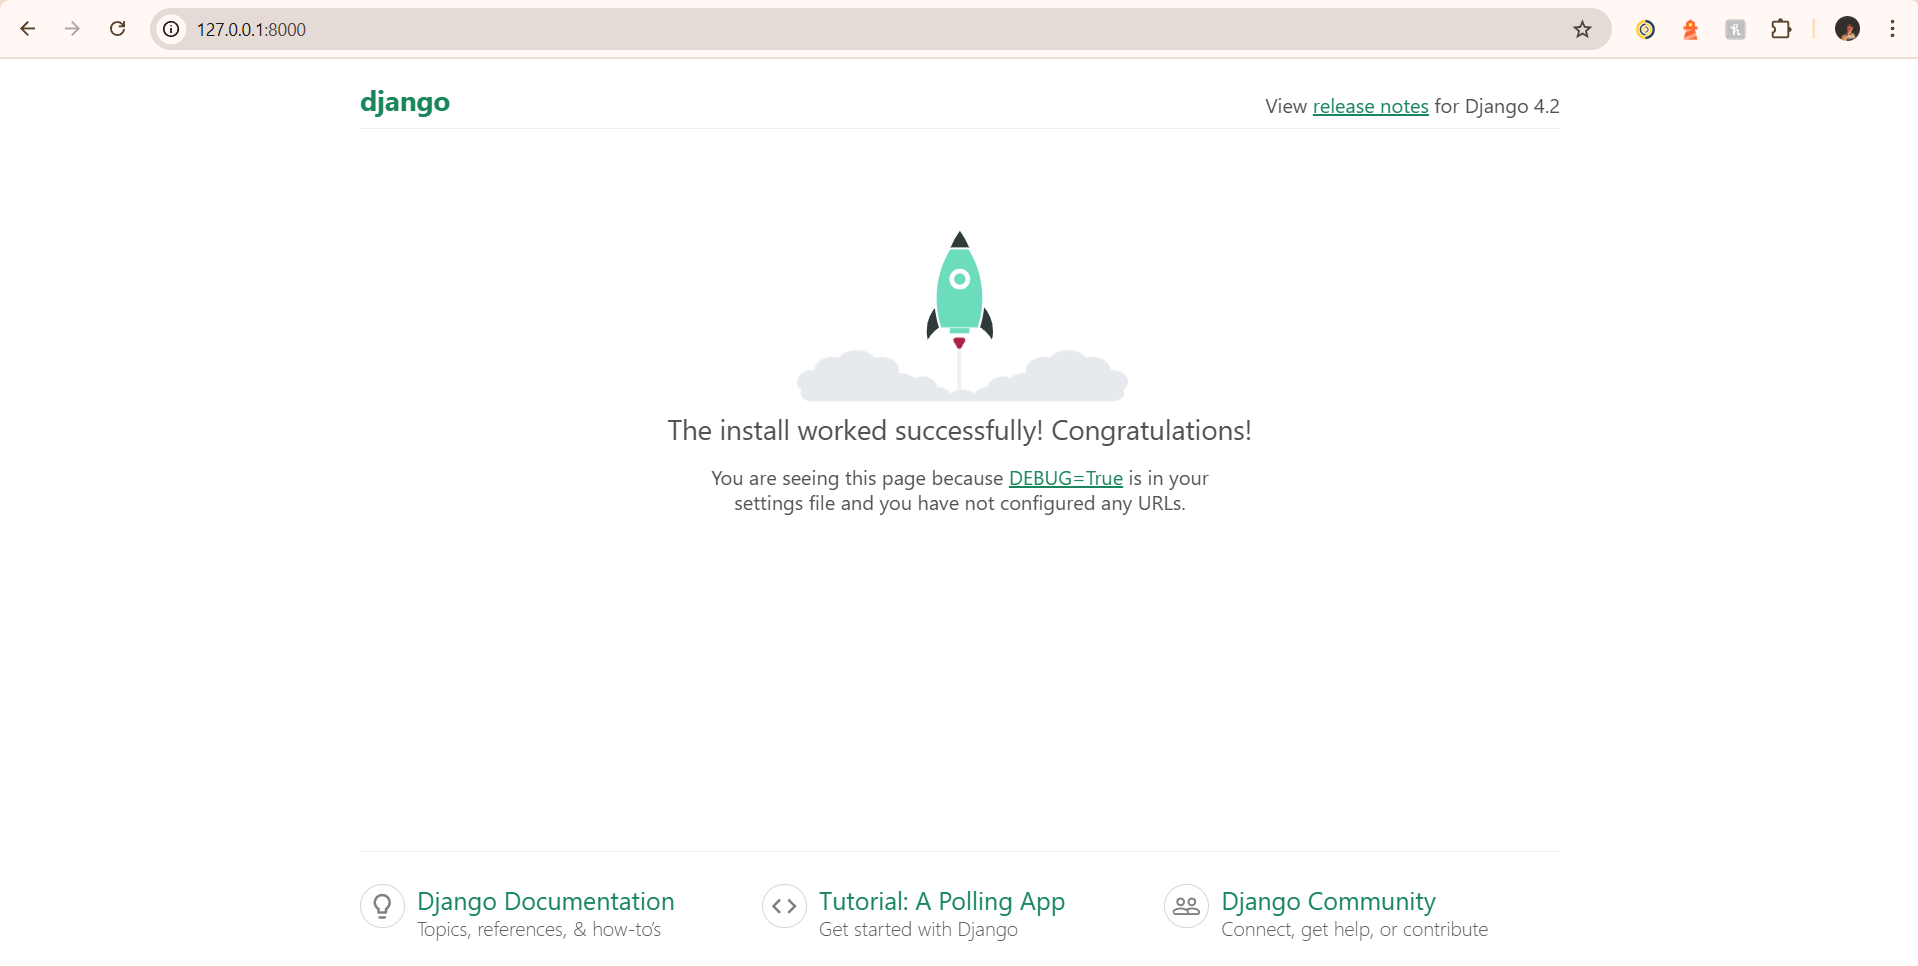 127.0.0.1:8000
django
View release notes for Django 4.2
The install worked successfully! Congratulations!
You are seeing this page because DEBUG=True is in your
settings file and you have not configured any URLs.
Django Documentation
Topics, references, & how-to’s
Tutorial: A Polling App
Get started with Django
Django Community
Connect, get help, or contribute